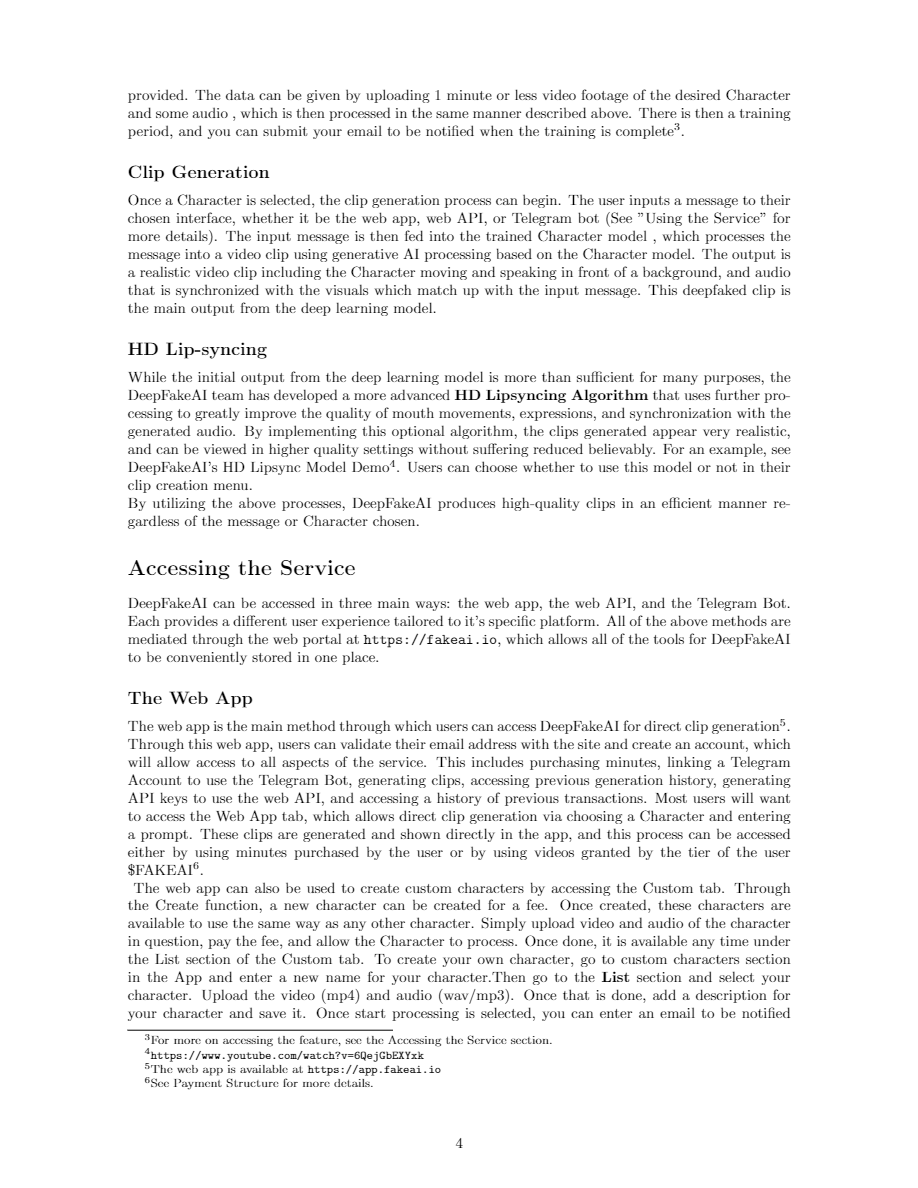 provided. The data can be given by uploading 1 minute or less video footage of the desired Character
and some audio , which is then processed in the same manner described above. There is then a training
period, and you can submit your email to be notified when the training is complete3.
Clip Generation
Once a Character is selected, the clip generation process can begin. The user inputs a message to their
chosen interface, whether it be the web app, web API, or Telegram bot (See ”Using the Service” for
more details). The input message is then fed into the trained Character model , which processes the
message into a video clip using generative AI processing based on the Character model. The output is
a realistic video clip including the Character moving and speaking in front of a background, and audio
that is synchronized with the visuals which match up with the input message. This deepfaked clip is
the main output from the deep learning model.
HD Lip-syncing
While the initial output from the deep learning model is more than sufficient for many purposes, the
DeepFakeAI team has developed a more advanced HD Lipsyncing Algorithm that uses further pro-
cessing to greatly improve the quality of mouth movements, expressions, and synchronization with the
generated audio. By implementing this optional algorithm, the clips generated appear very realistic,
and can be viewed in higher quality settings without suffering reduced believably. For an example, see
DeepFakeAI’s HD Lipsync Model Demo4. Users can choose whether to use this model or not in their
clip creation menu.
By utilizing the above processes, DeepFakeAI produces high-quality clips in an efficient manner re-
gardless of the message or Character chosen.
Accessing the Service
DeepFakeAI can be accessed in three main ways: the web app, the web API, and the Telegram Bot.
Each provides a different user experience tailored to it’s specific platform. All of the above methods are
mediated through the web portal at https://fakeai.io, which allows all of the tools for DeepFakeAI
to be conveniently stored in one place.
The Web App
The web app is the main method through which users can access DeepFakeAI for direct clip generation5.
Through this web app, users can validate their email address with the site and create an account, which
will allow access to all aspects of the service. This includes purchasing minutes, linking a Telegram
Account to use the Telegram Bot, generating clips, accessing previous generation history, generating
API keys to use the web API, and accessing a history of previous transactions. Most users will want
to access the Web App tab, which allows direct clip generation via choosing a Character and entering
a prompt. These clips are generated and shown directly in the app, and this process can be accessed
either by using minutes purchased by the user or by using videos granted by the tier of the user
$FAKEAI6.
The web app can also be used to create custom characters by accessing the Custom tab. Through
the Create function, a new character can be created for a fee. Once created, these characters are
available to use the same way as any other character. Simply upload video and audio of the character
in question, pay the fee, and allow the Character to process. Once done, it is available any time under
the List section of the Custom tab. To create your own character, go to custom characters section
in the App and enter a new name for your character.Then go to the List section and select your
character. Upload the video (mp4) and audio (wav/mp3). Once that is done, add a description for
your character and save it. Once start processing is selected, you can enter an email to be notified
3For more on accessing the feature, see the Accessing the Service section.
4https://www.youtube.com/watch?v=6QejGbEXYxk
5The web app is available at https://app.fakeai.io
6See Payment Structure for more details.
4